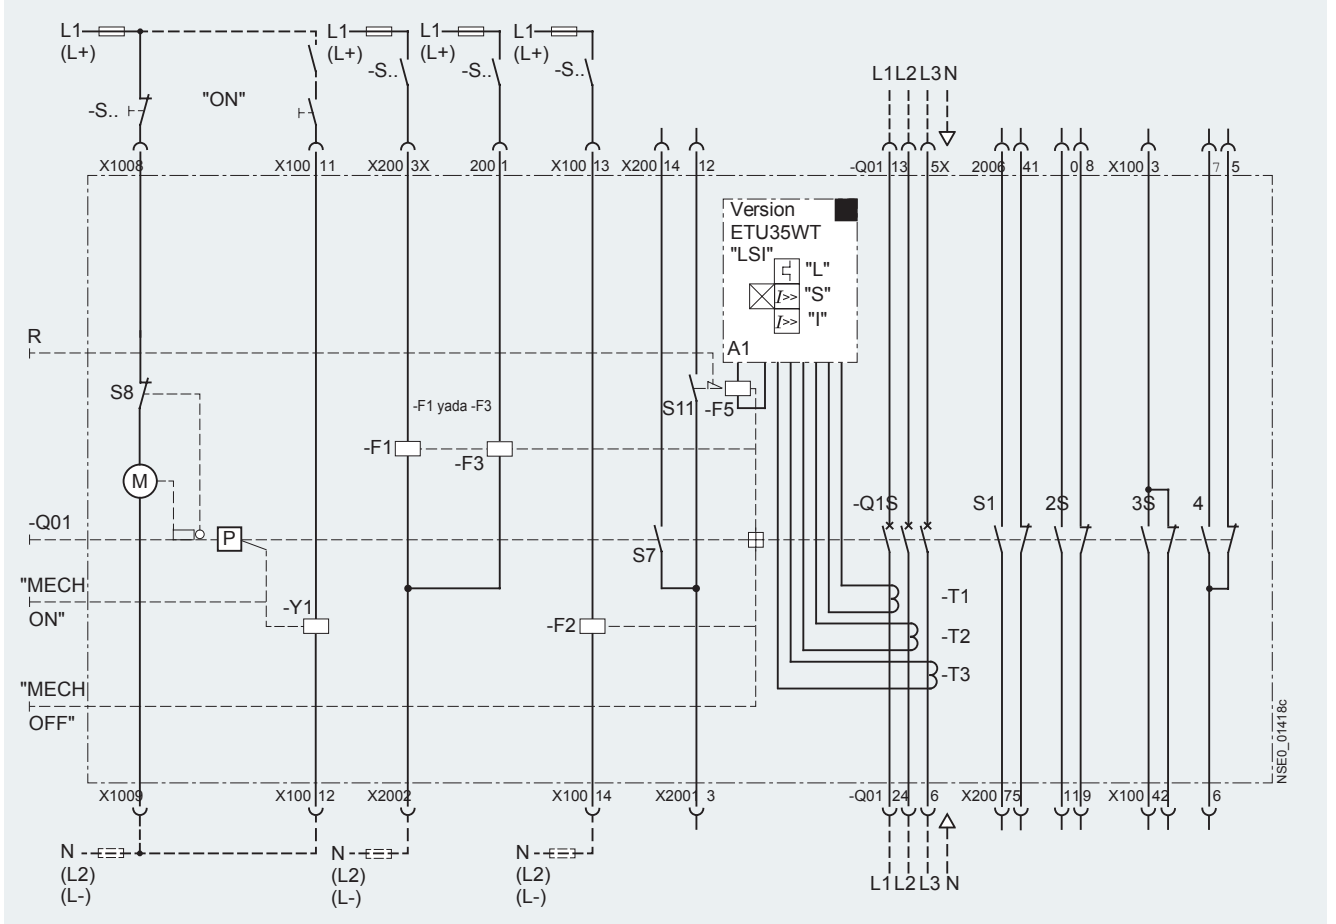 L1 L1 L1 L1
(L+) (L+) (L+) (L+)
-S.. -S.. -S..
L1 L2 L3 N
-S.. "ON"
X1008 X100 11 X200 3X 200 1 X100 13 X200 14 12 -Q01 13 5X 2006 41 0 8 X100 3 7 5
Version
ETU35WT
"LSI"
"L"
I>> "S"
I>> "I"
A1
R
S8
-F1 yada -F3
S11 -F5
-F1
-F3
M
-Q1S S1 2S 3S 4
-Q01
P
S7
"MECH
ON"
-Y1
-T1
-F2
-T2
-T3
"MECH
OFF"
NSE0_01418c
X1009 X100 12 X2002 X100 14 X2001 3 -Q01 24 6 X200 75 119 X100 42 6
N N N
(L2) (L2) (L2)
(L-) (L-) (L-)
L1 L2 L3 N